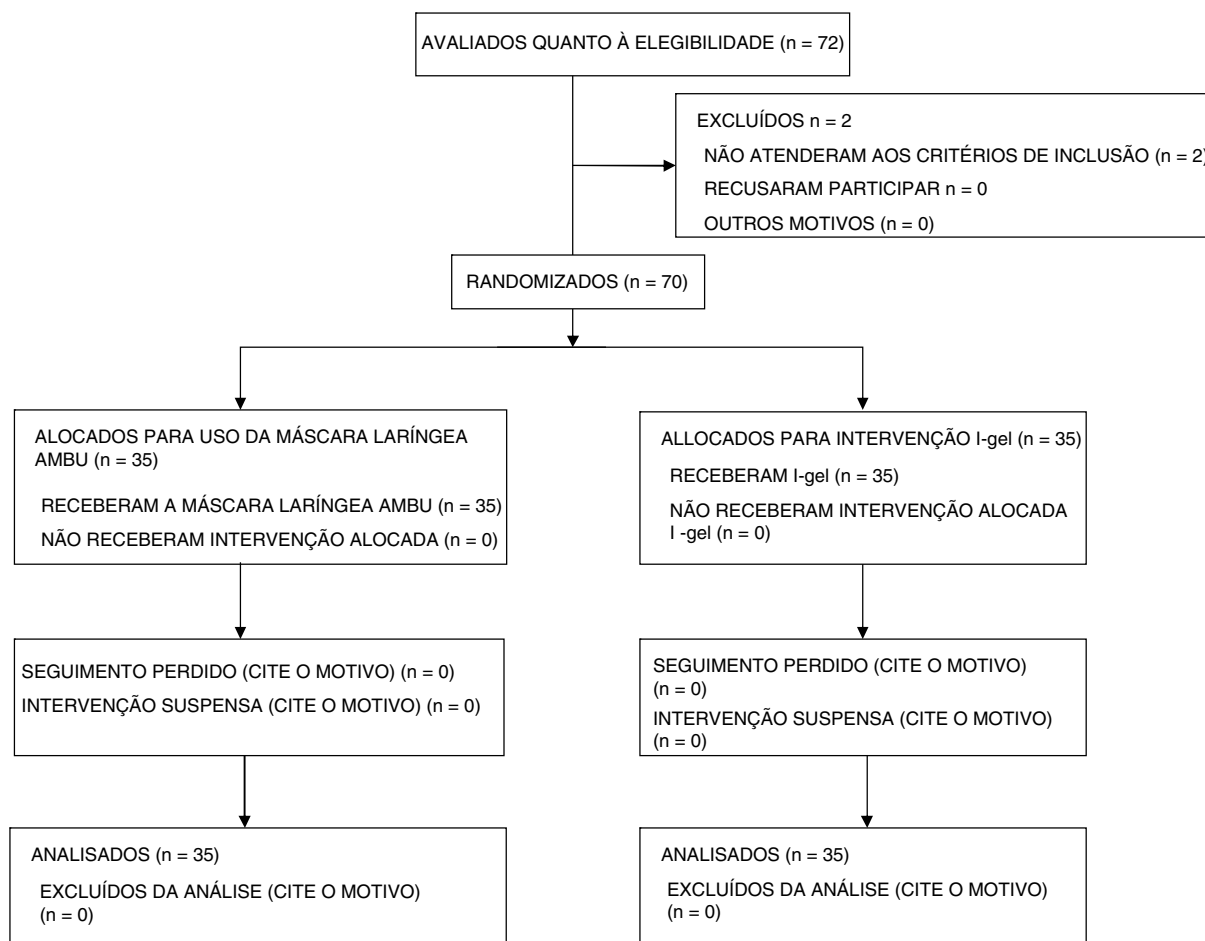 AVALIADOS QUANTO À ELEGIBILIDADE (n = 72)
EXCLUÍDOS n = 2
NÃO ATENDERAM AOS CRITÉRIOS DE INCLUSÃO (n = 2)
RECUSARAM PARTICIPAR n = 0
OUTROS MOTIVOS (n = 0)
RANDOMIZADOS (n = 70)
ALOCADOS PARA USO DA MÁSCARA LARÍNGEA
AMBU (n = 35)
RECEBERAM A MÁSCARA LARÍNGEA AMBU (n = 35)
NÃO RECEBERAM INTERVENÇÃO ALOCADA (n = 0)
ALLOCADOS PARA INTERVENÇÃO I-gel (n = 35)
RECEBERAM I-gel (n = 35)
NÃO RECEBERAM INTERVENÇÃO ALOCADA
I -gel (n = 0)
SEGUIMENTO PERDIDO (CITE O MOTIVO) (n = 0)
INTERVENÇÃO SUSPENSA (CITE O MOTIVO) (n = 0)
SEGUIMENTO PERDIDO (CITE O MOTIVO)
(n = 0)
INTERVENÇÃO SUSPENSA (CITE O MOTIVO)
(n = 0)
ANALISADOS (n = 35)
EXCLUÍDOS DA ANÁLISE (CITE O MOTIVO)
(n = 0)
ANALISADOS (n = 35)
EXCLUÍDOS DA ANÁLISE (CITE O MOTIVO)
(n = 0)